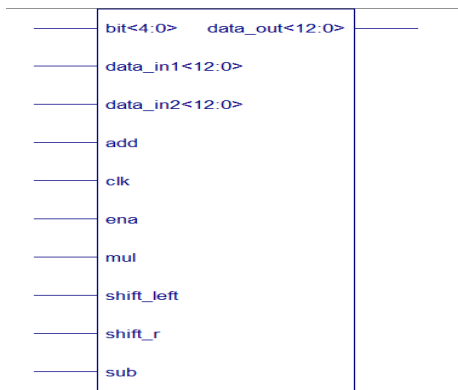 bit<4:0> data_out<12:0>
data_in1<12:0>
data_in2<12:0>
add
clk
ena
mul
shift_left
shift_r
sub